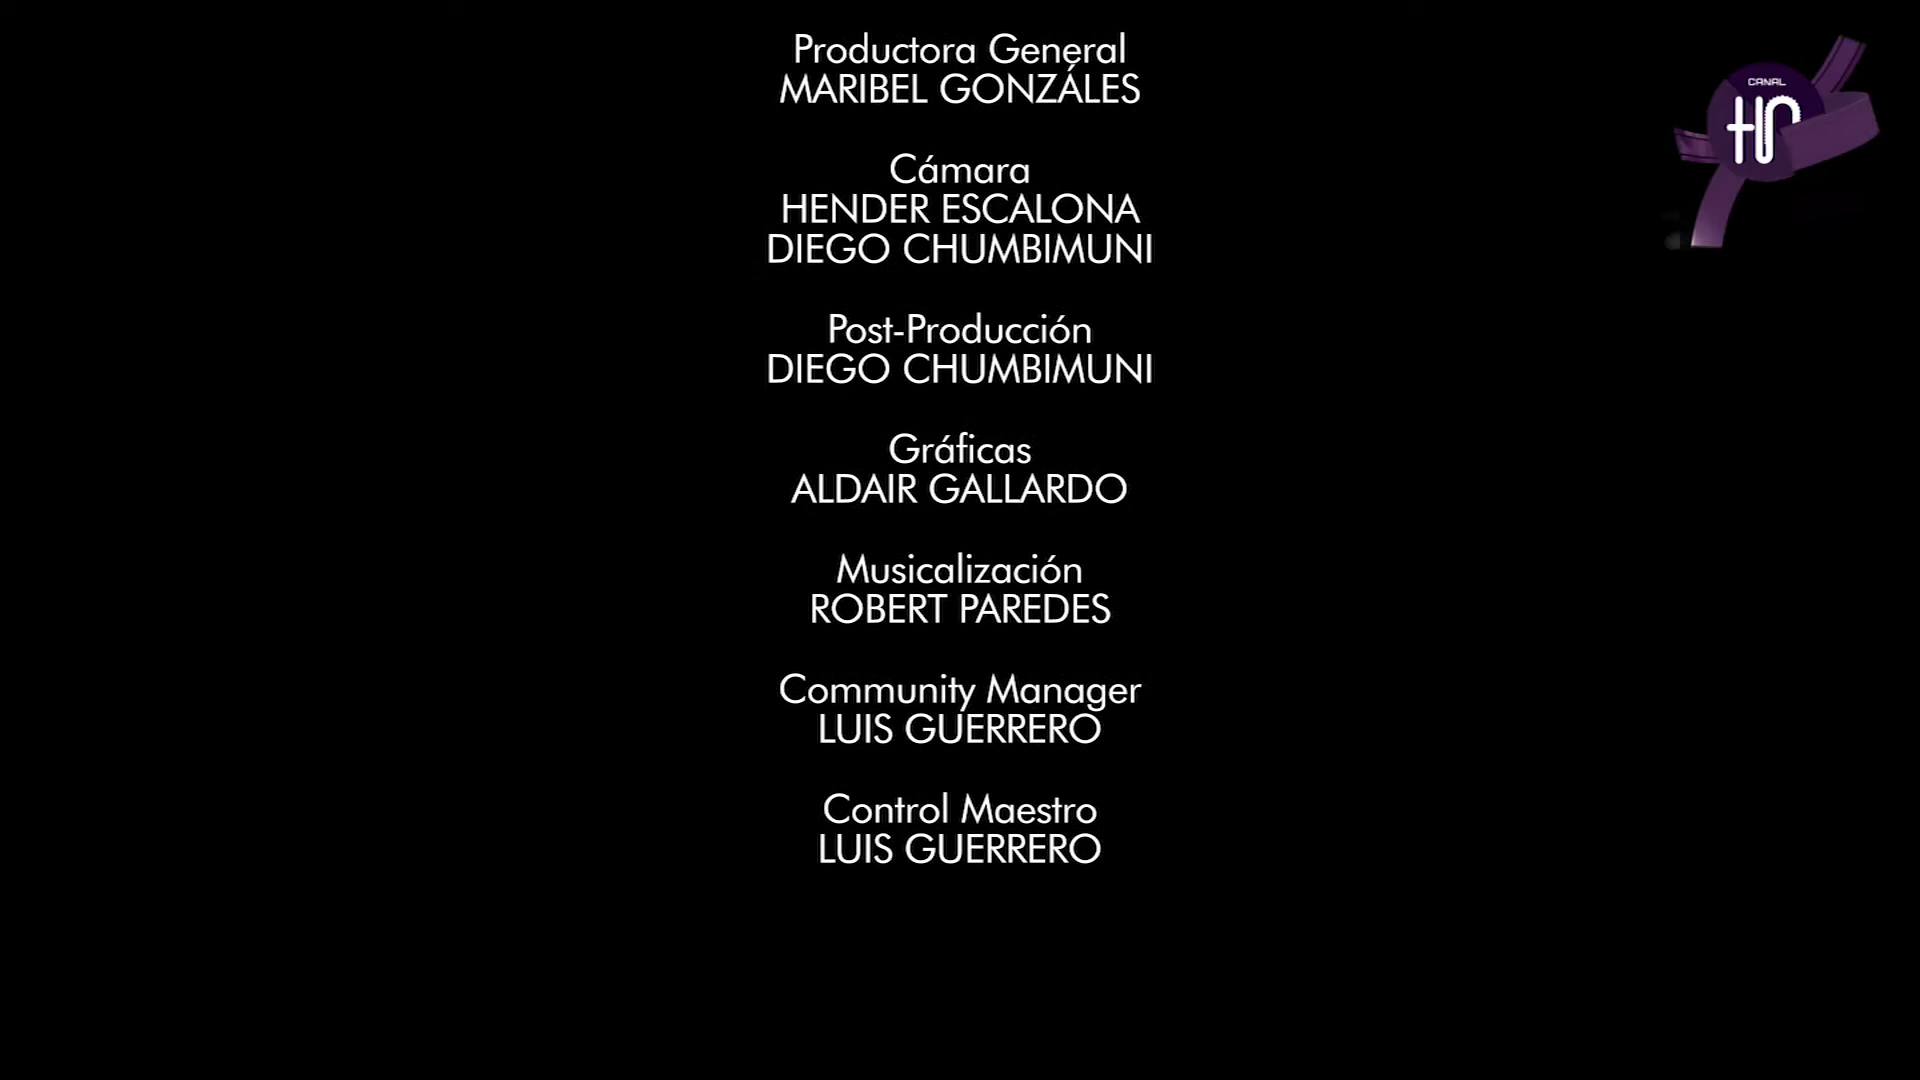 Productora General
MARIBEL GONZÁLES
Cámara
HENDER ESCALONA
DIEGO CHUMBIMUNI
Post-Producción
DIEGO CHUMBIMUNI
Gráficas
ALDAIR GALLARDO
Musicalización
ROBERT PAREDES
Community Manager
LUIS GUERRERO
Control Maestro
LUIS GUERRERO
CANAL